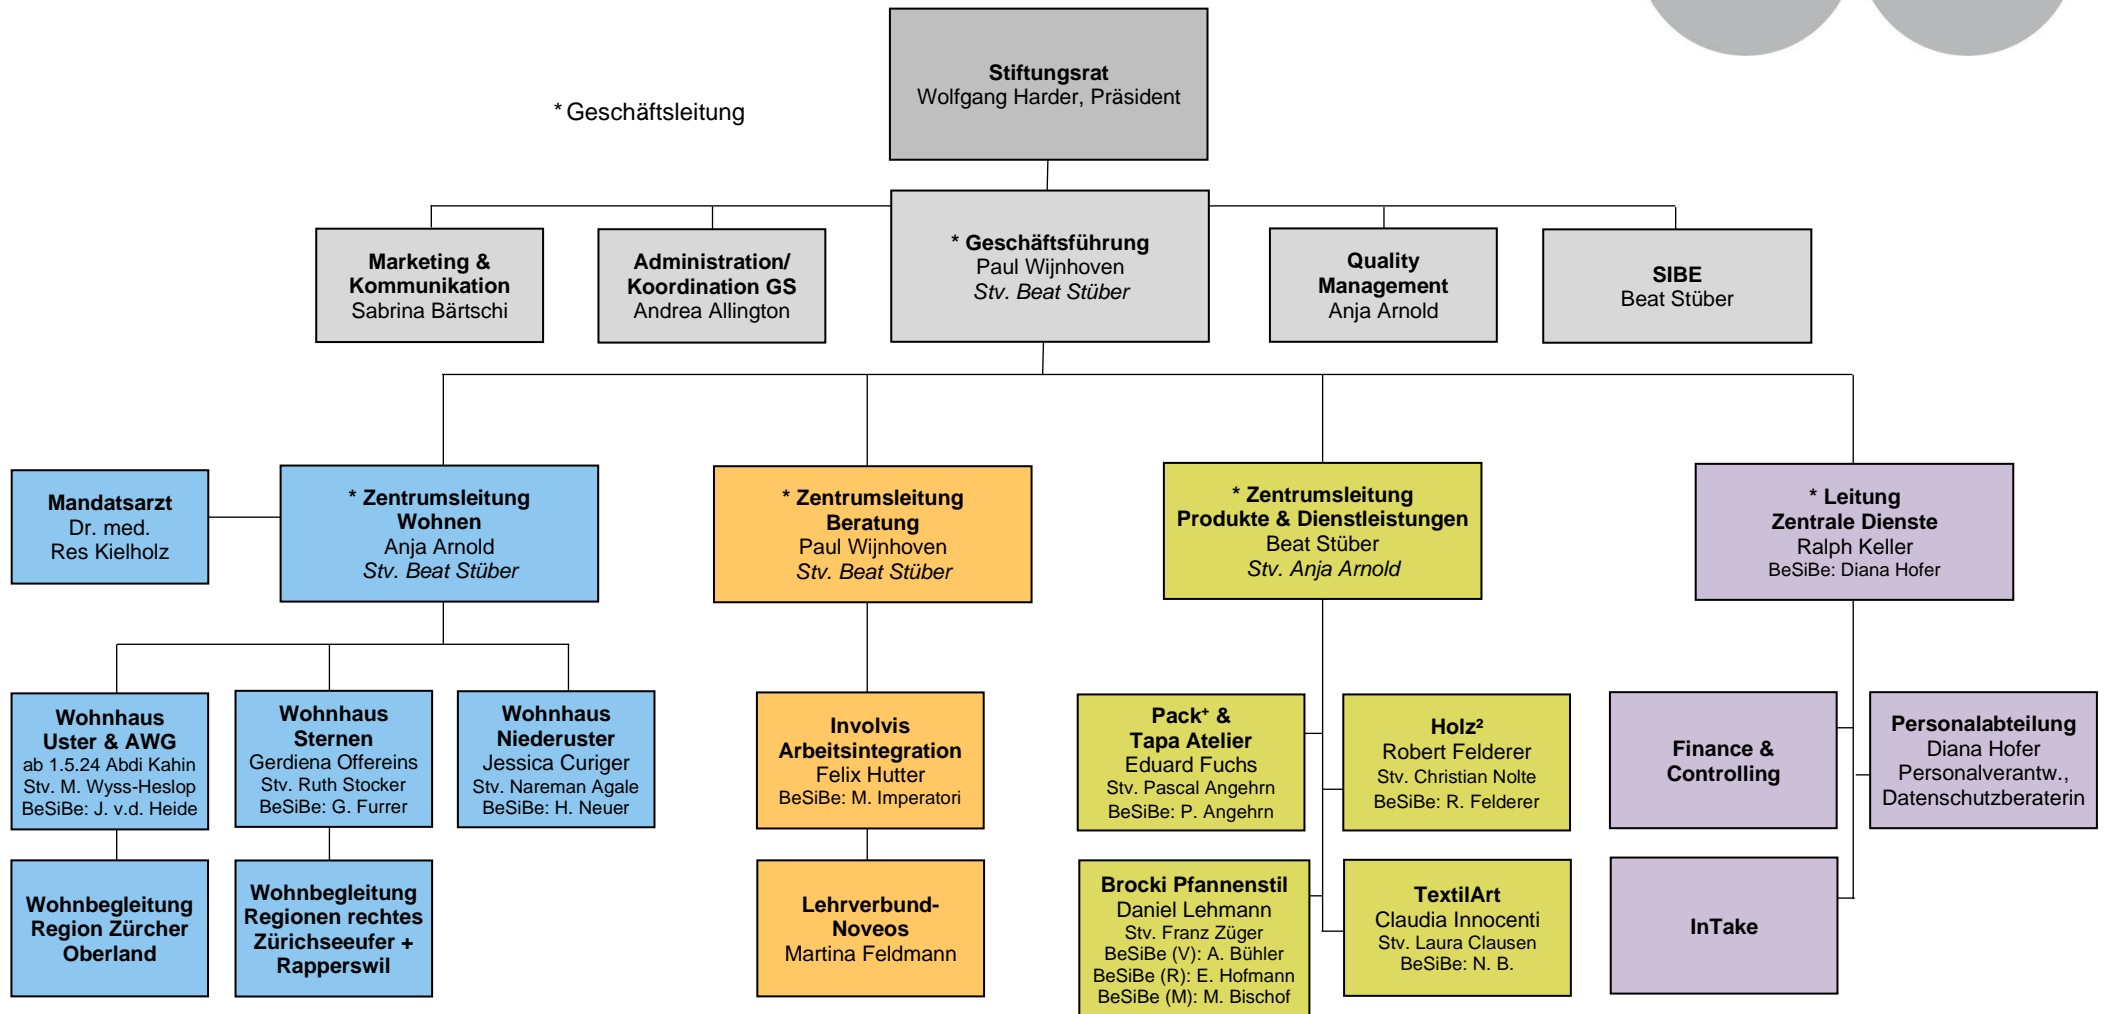 Stiftungsrat
Wolfgang Harder, Präsident
* Geschäftsleitung
Marketing &
Kommunikation
Sabrina Bärtschi
Administration/
Koordination GS
Andrea Allington
* Geschäftsführung
Paul Wijnhoven
Stv. Beat Stüber
Quality
Management
Anja Arnold
SIBE
Beat Stüber
Mandatsarzt
Dr. med.
Res Kielholz
* Zentrumsleitung
Wohnen
Anja Arnold
Stv. Beat Stüber
* Zentrumsleitung
Beratung
Paul Wijnhoven
Stv. Beat Stüber
* Zentrumsleitung
Produkte & Dienstleistungen
Beat Stüber
Stv. Anja Arnold
* Leitung
Zentrale Dienste
Ralph Keller
BeSiBe: Diana Hofer
Wohnhaus
Uster & AWG
ab 1.5.24 Abdi Kahin
Stv. M. Wyss-Heslop
BeSiBe: J. v.d. Heide
Wohnhaus
Sternen
Gerdiena Offereins
Stv. Ruth Stocker
BeSiBe: G. Furrer
Wohnhaus
Niederuster
Jessica Curiger
Stv. Nareman Agale
BeSiBe: H. Neuer
Involvis
Arbeitsintegration
Felix Hutter
BeSiBe: M. Imperatori
Pack⁺ &
Tapa Atelier
Eduard Fuchs
Stv. Pascal Angehrn
BeSiBe: P. Angehrn
Holz²
Robert Felderer
Stv. Christian Nolte
BeSiBe: R. Felderer
Finance &
Controlling
Personalabteilung
Diana Hofer
Personalverantw.,
Datenschutzberaterin
Wohnbegleitung
Region Zürcher
Oberland
Wohnbegleitung
Regionen rechtes
Zürichseeufer +
Rapperswil
Lehrverbund-
Noveos
Martina Feldmann
Brocki Pfannenstil
Daniel Lehmann
Stv. Franz Züger
BeSiBe (V): A. Bühler
BeSiBe (R): E. Hofmann
BeSiBe (M): M. Bischof
TextilArt
Claudia Innocenti
Stv. Laura Clausen
BeSiBe: N. B.
InTake